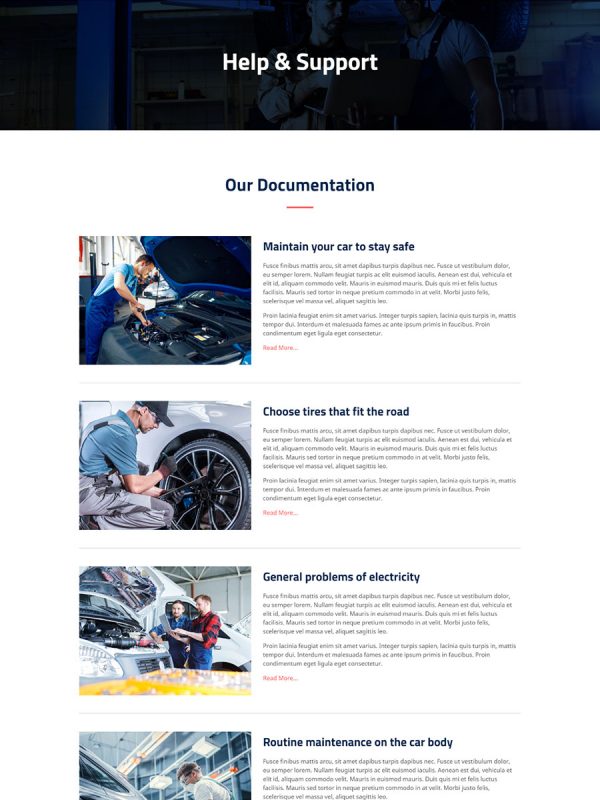 Help & Support
Our Documentation
Maintain your car to stay safe
Fusce finibus mattis arcu, sit amet dapibus turpis dapibus nec. Fusce ut vestibulum dolor,
eu semper lorem. Nullam feugiat turpis ac elit euismod iaculis. Aenean est dui, vehicula et
elit id, aliquam commodo ex. Mauris in euismod mauris. Duis quis mi et felis luctus
facilisis. Mauris sed tortor in neque pretium commodo in at velit. Morbi justo felis,
scelerisque vel massa vel, aliquet sagittis leo.
Proin lacinia feugiat enim sit amet varius. Integer turpis sapien, lacinia quis turpis in, mattis
tempor dui. Interdum et malesuada fames ac ante ipsum primis in faucibus. Proin
condimentum eget ligula eget consectetur.
Read More...
Choose tires that fit the road
Fusce finibus mattis arcu, sit amet dapibus turpis dapibus nec. Fusce ut vestibulum dolor,
eu semper lorem. Nullam feugiat turpis ac elit euismod iaculis. Aenean est dui, vehicula et
elit id, aliquam commodo ex. Mauris in euismod mauris. Duis quis mi et felis luctus
facilisis. Mauris sed tortor in neque pretium commodo in at velit. Morbi justo felis,
scelerisque vel massa vel, aliquet sagittis leo.
Proin lacinia feugiat enim sit amet varius. Integer turpis sapien, lacinia quis turpis in, mattis
tempor dui. Interdum et malesuada fames ac ante ipsum primis in faucibus. Proin
condimentum eget ligula eget consectetur.
Read More...
General problems of electricity
Fusce finibus mattis arcu, sit amet dapibus turpis dapibus nec. Fusce ut vestibulum dolor,
eu semper lorem. Nullam feugiat turpis ac elit euismod iaculis. Aenean est dui, vehicula et
elit id, aliquam commodo ex. Mauris in euismod mauris. Duis quis mi et felis luctus
facilisis. Mauris sed tortor in neque pretium commodo in at velit. Morbi justo felis,
scelerisque vel massa vel, aliquet sagittis leo.
Proin lacinia feugiat enim sit amet varius. Integer turpis sapien, lacinia quis turpis in, mattis
tempor dui. Interdum et malesuada fames ac ante ipsum primis in faucibus. Proin
condimentum eget ligula eget consectetur.
Read More...
Routine maintenance on the car body
Fusce finibus mattis arcu, sit amet dapibus turpis dapibus nec. Fusce ut vestibulum dolor,
eu semper lorem. Nullam feugiat turpis ac elit euismod iaculis. Aenean est dui, vehicula et
elit id, aliquam commodo ex. Mauris in euismod mauris. Duis quis mi et felis luctus
facilisis. Mauris sed tortor in neque pretium commodo in at velit. Morbi justo felis,
scelerisque vel massa vel, aliquet sagittis leo.